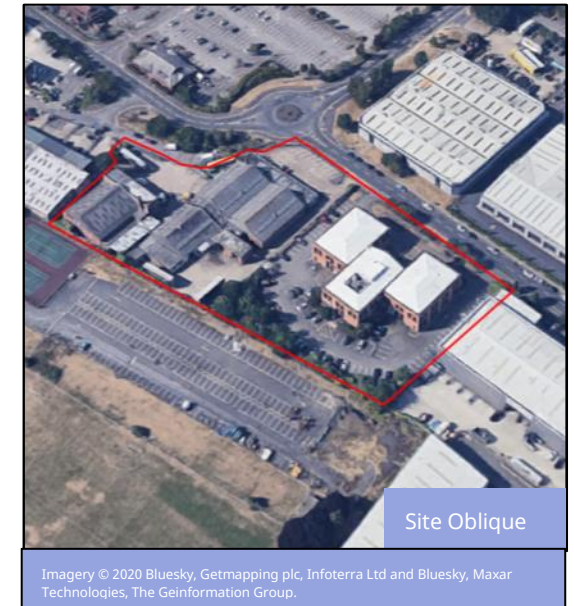 Site Oblique
Imagery © 2020 Bluesky, Getmapping plc, Infoterra Ltd and Bluesky, Maxar
Technologies, The Geinformation Group.